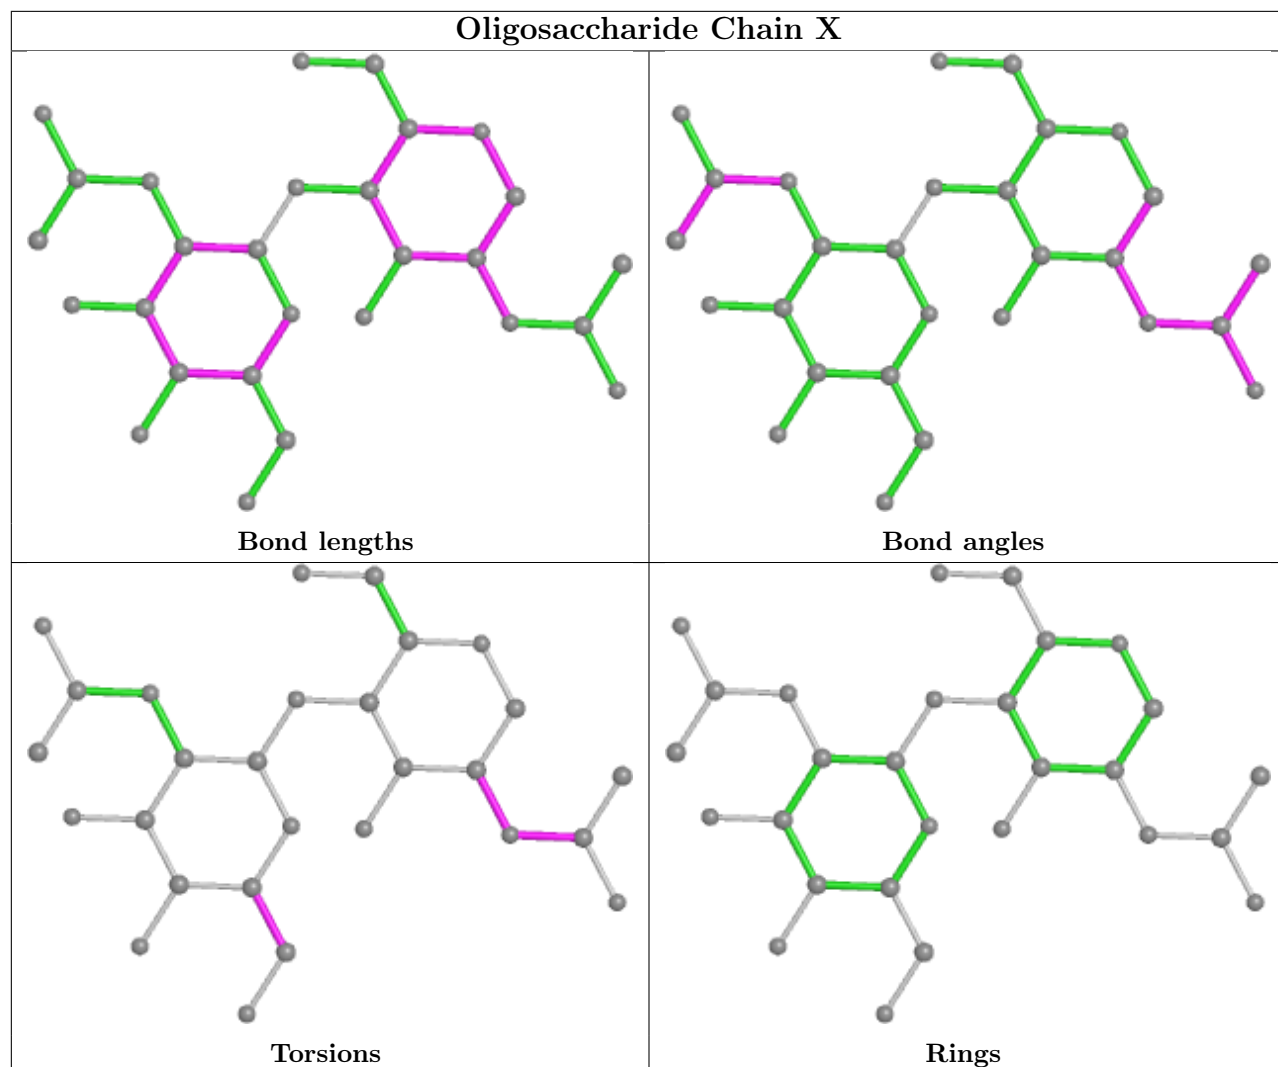 Oligosaccharide Chain X
Bond lengths
Bond angles
Torsions
Rings